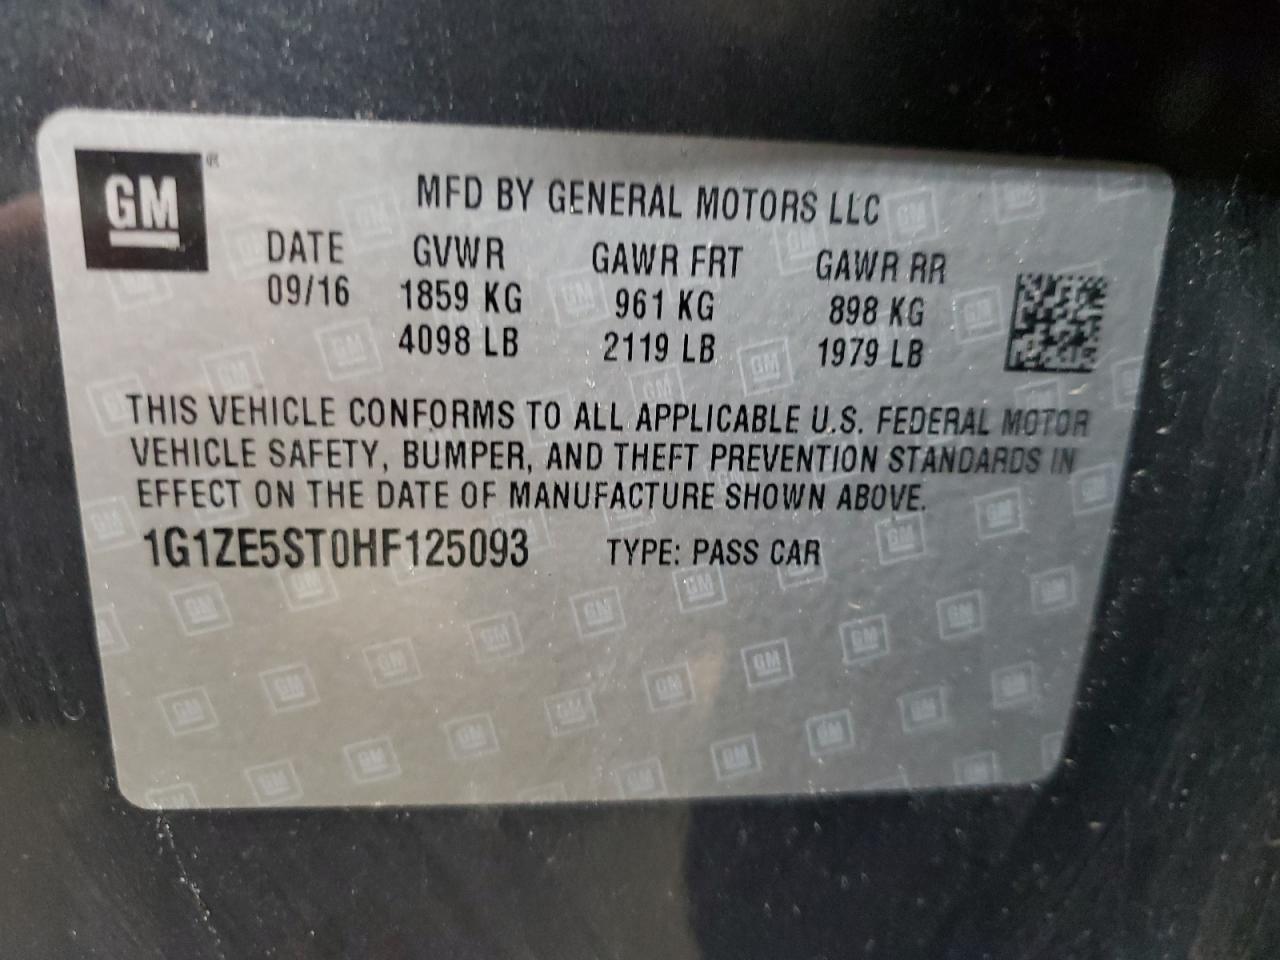 GM
MFD BY GENERAL MOTORS LLC
DATE GVWR GAWR FRT GAWR RR
09/16 1859 KG 961 KG 898 KG
4098 LB 2119 LB 1979 LB
THIS VEHICLE CONFORMS TO ALL APPLICABLE U.S. FEDERAL MOTOR
VEHICLE SAFETY, BUMPER, AND THEFT PREVENTION STANDARDS IN
EFFECT ON THE DATE OF MANUFACTURE SHOWN ABOVE.
1G1ZE5ST0HF125093 TYPE: PASS CAR